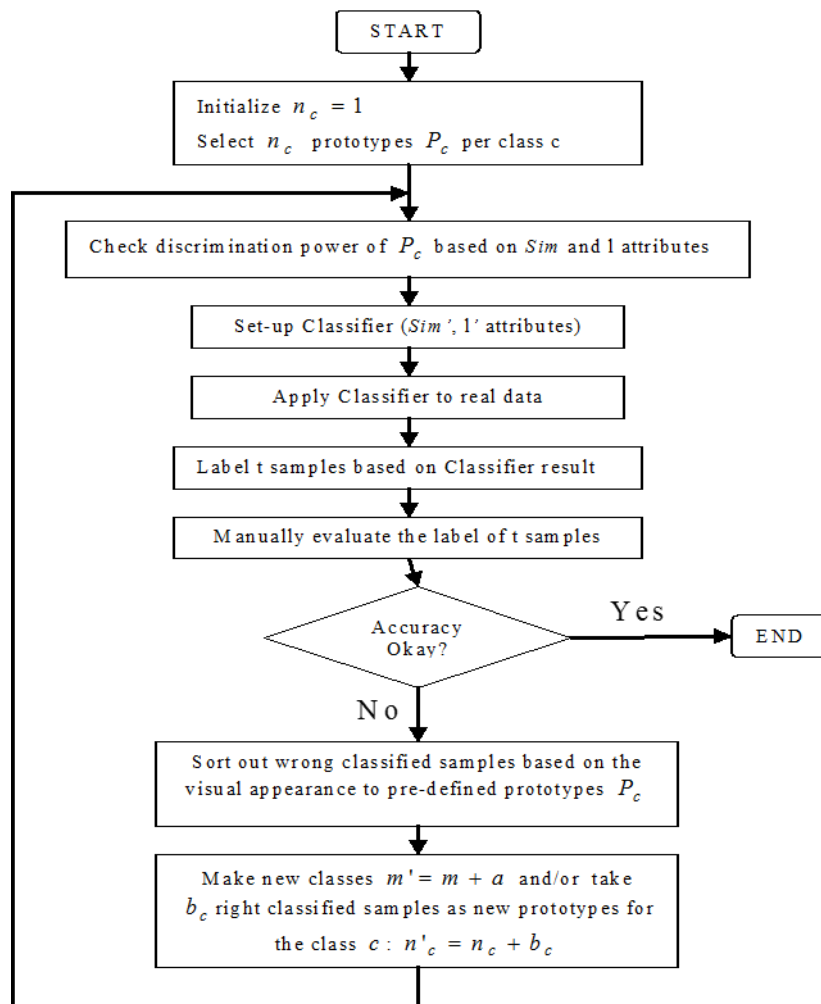 START
Initialize n_c = 1
Select n_c prototypes P_c per class c
Check discrimination power of P_c based on Sim and l attributes
Set-up Classifier (Sim', l' attributes)
Apply Classifier to real data
Label t samples based on Classifier result
Manually evaluate the label of t samples
Accuracy
Okay?
Yes
END
No
Sort out wrong classified samples based on the
visual appearance to pre-defined prototypes P_c
Make new classes m' = m + a and/or take
b_c right classified samples as new prototypes for
the class c : n'_c = n_c + b_c